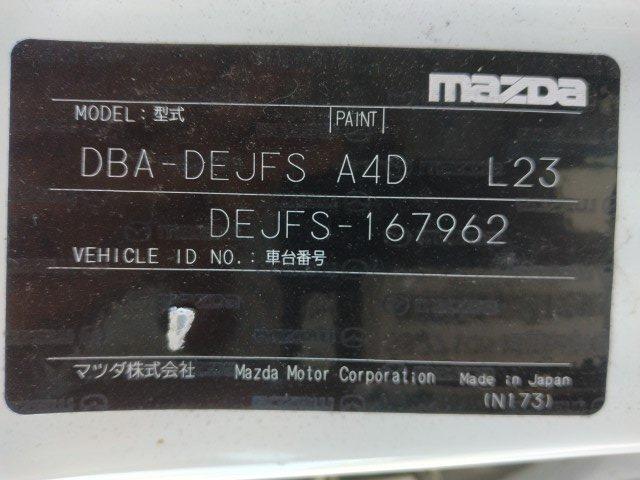 mazda
MODEL: 型式 PAINT
DBA-DEJFS A4D L23
DEJFS-167962
VEHICLE ID NO.: 車台番号
マツダ株式会社 Mazda Motor Corporation Made in Japan
(N173)